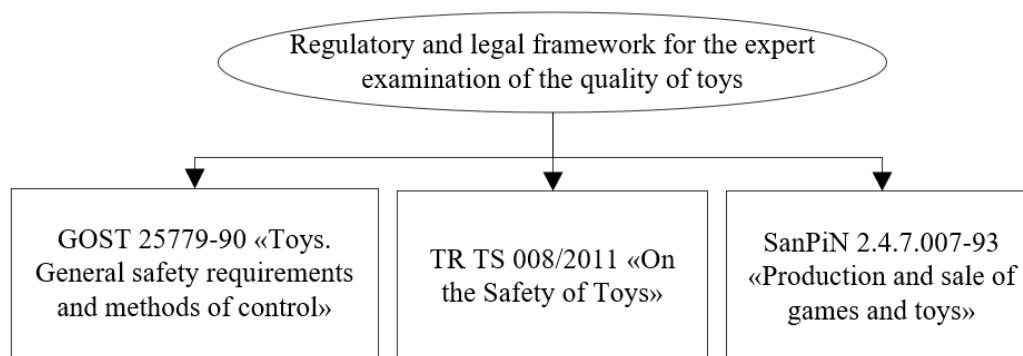 Regulatory and legal framework for the expert
examination of the quality of toys
GOST 25779-90 «Toys.
General safety requirements
and methods of control»
TR TS 008/2011 «On
the Safety of Toys»
SanPiN 2.4.7.007-93
«Production and sale of
games and toys»